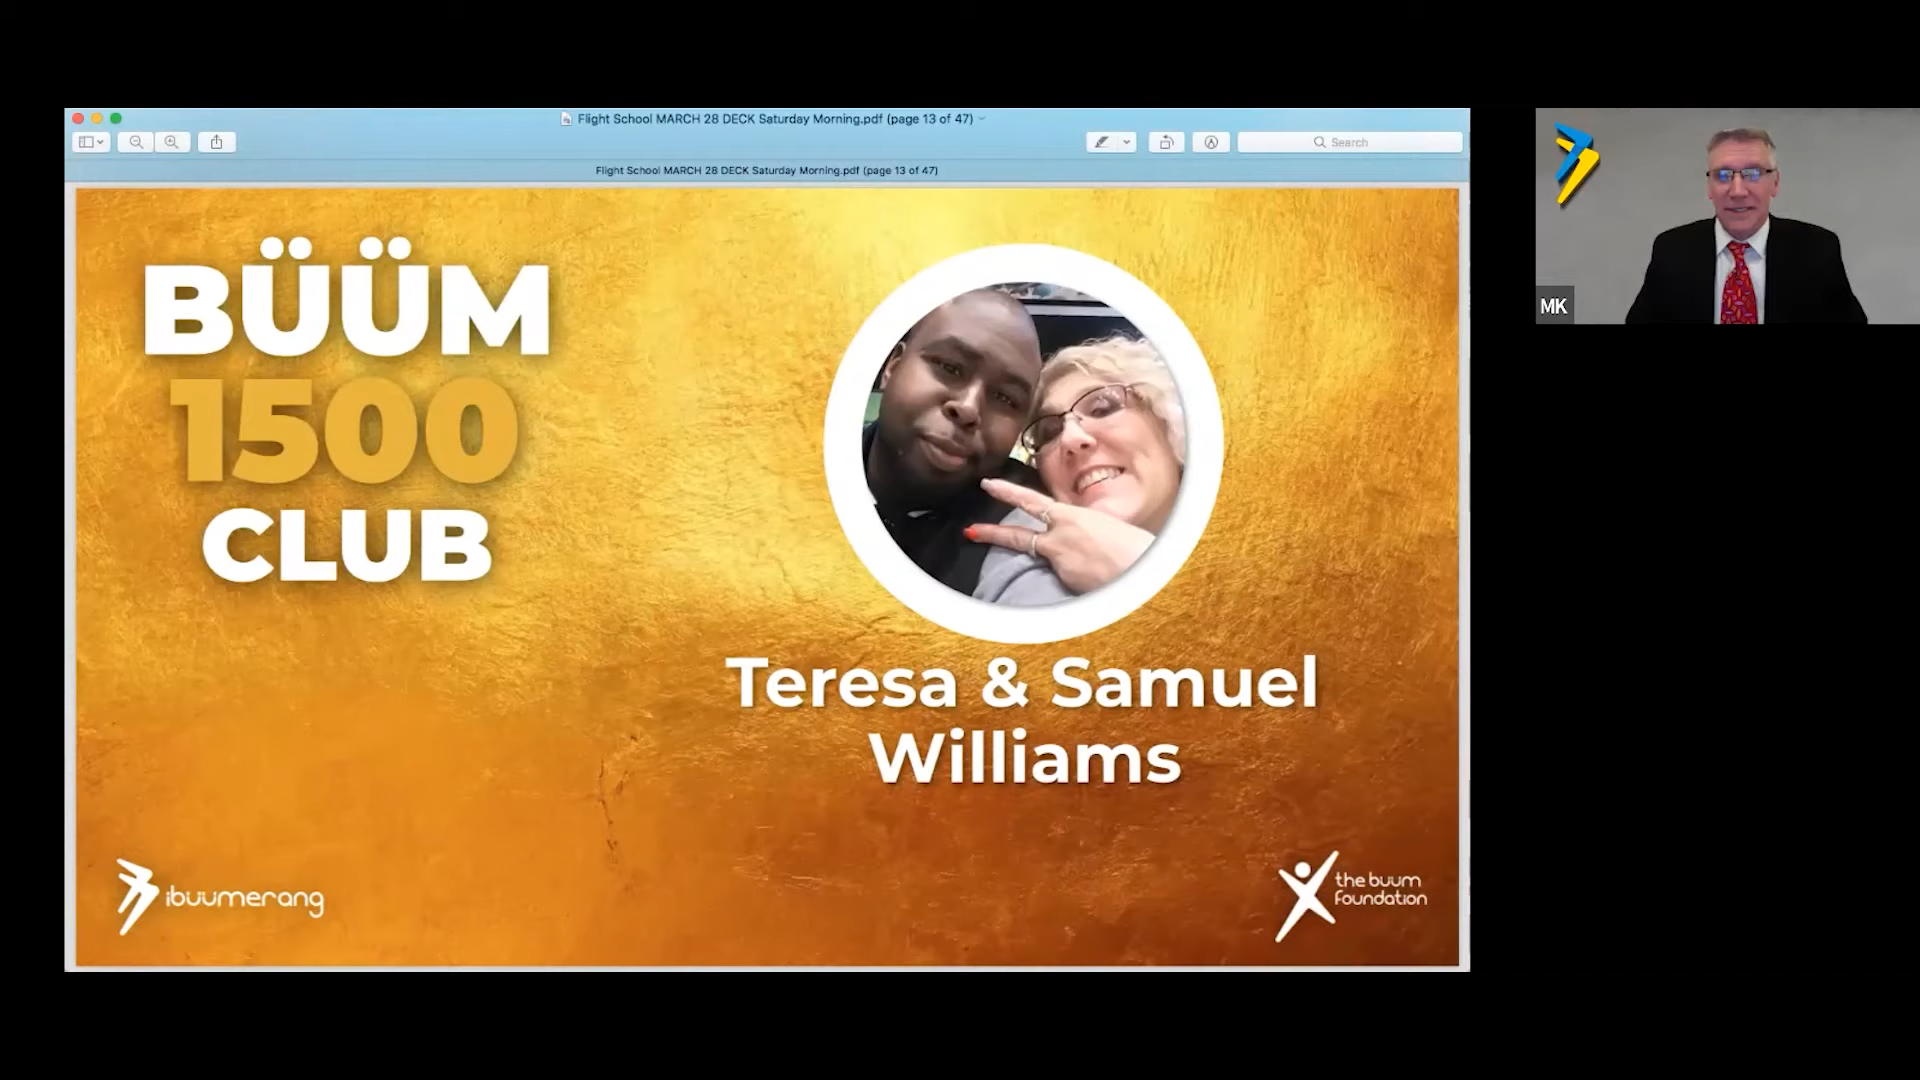 Flight School MARCH 28 DECK Saturday Morning.pdf (page 13 of 47)
Search
Flight School MARCH 28 DECK Saturday Morning.pdf (page 13 of 47)
BÜÜM
1500
CLUB
Teresa & Samuel
Williams
ibuumerang
the buum
foundation
MK